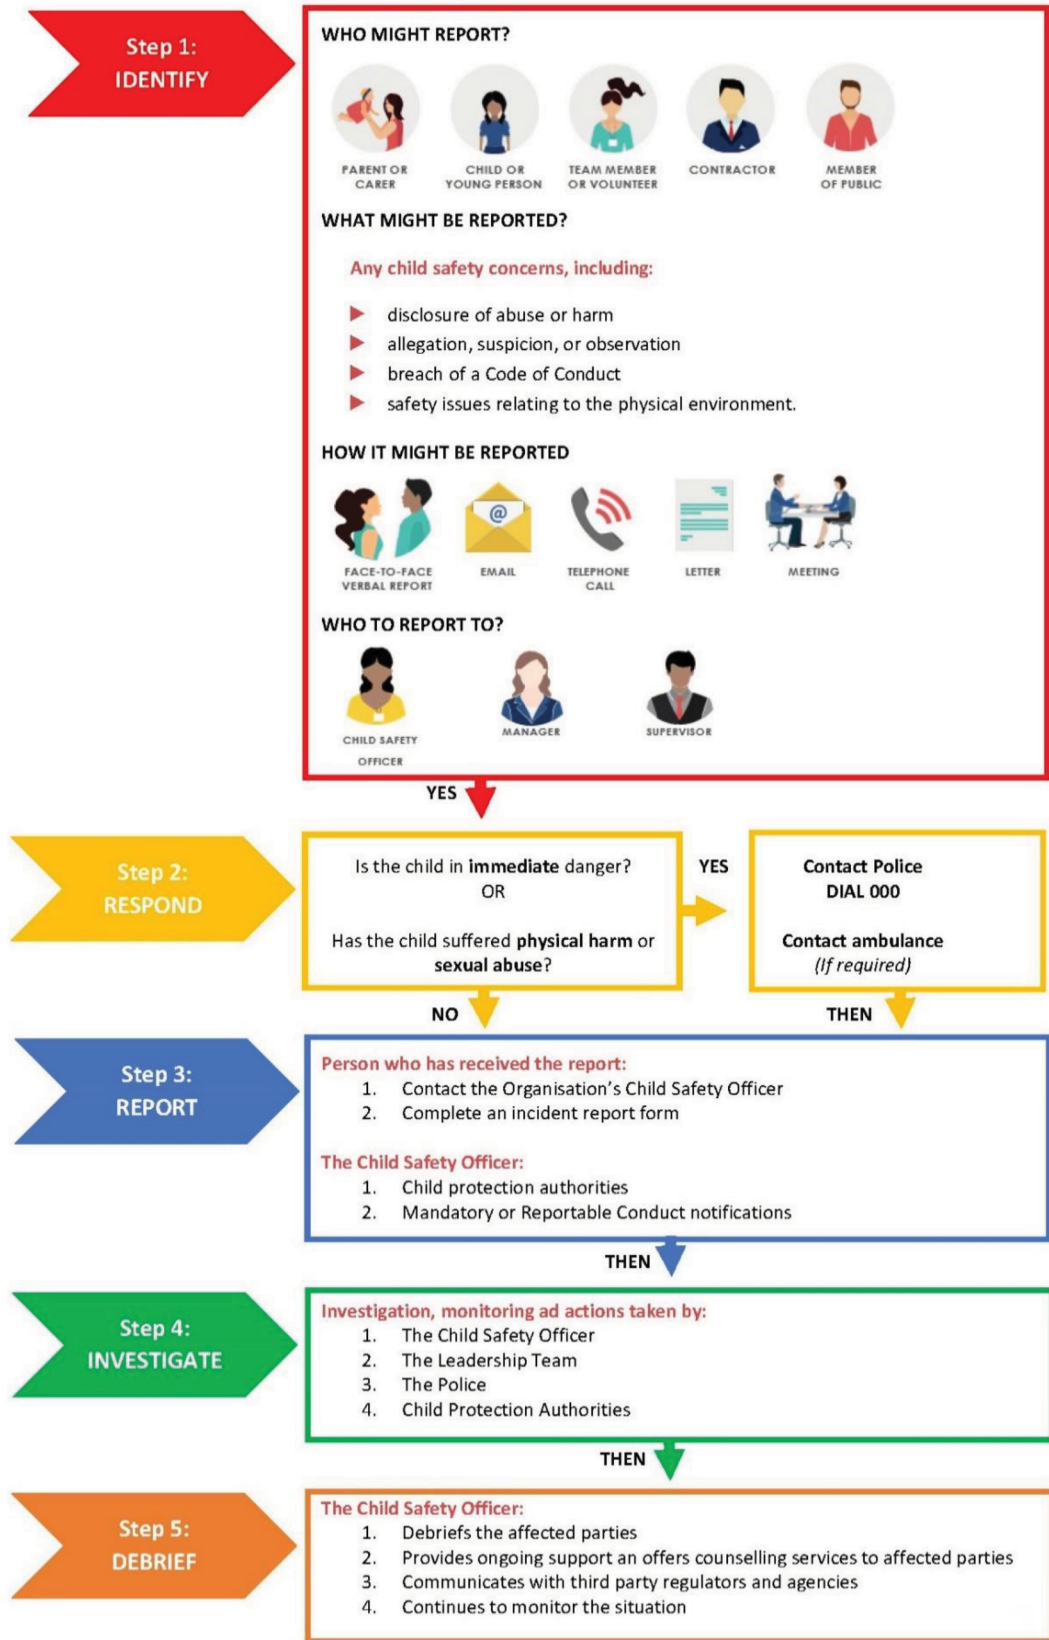 Step 1:
IDENTIFY
WHO MIGHT REPORT?
PARENT OR
CARER
CHILD OR
YOUNG PERSON
TEAM MEMBER
OR VOLUNTEER
CONTRACTOR
MEMBER
OF PUBLIC
WHAT MIGHT BE REPORTED?
Any child safety concerns, including:
disclosure of abuse or harm
allegation, suspicion, or observation
breach of a Code of Conduct
safety issues relating to the physical environment.
HOW IT MIGHT BE REPORTED
@
FACE-TO-FACE
VERBAL REPORT
EMAIL
TELEPHONE
CALL
LETTER
MEETING
WHO TO REPORT TO?
CHILD SAFETY
OFFICER
MANAGER
SUPERVISOR
YES
Step 2:
RESPOND
Is the child in immediate danger?
OR
Has the child suffered physical harm or
sexual abuse?
YES
Contact Police
DIAL 000
Contact ambulance
(If required)
NO
THEN
Step 3:
REPORT
Person who has received the report:
1. Contact the Organisation's Child Safety Officer
2. Complete an incident report form
The Child Safety Officer:
1. Child protection authorities
2. Mandatory or Reportable Conduct notifications
THEN
Step 4:
INVESTIGATE
Investigation, monitoring ad actions taken by:
1. The Child Safety Officer
2. The Leadership Team
3. The Police
4. Child Protection Authorities
THEN
Step 5:
DEBRIEF
The Child Safety Officer:
1. Debriefs the affected parties
2. Provides ongoing support an offers counselling services to affected parties
3. Communicates with third party regulators and agencies
4. Continues to monitor the situation